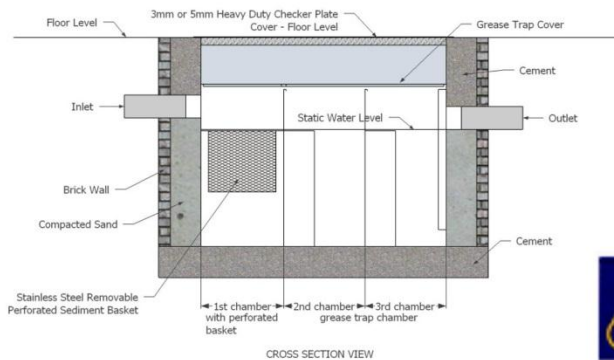 3mm or 5mm Heavy Duty Checker Plate
Cover - Floor Level
Floor Level
Grease Trap Cover
Cement
Inlet
Static Water Level
Outlet
Brick Wall
Compacted Sand
Cement
Stainless Steel Removable
Perforated Sediment Basket
1st chamber
with perforated
basket
2nd chamber
3rd chamber
grease trap chamber
CROSS SECTION VIEW